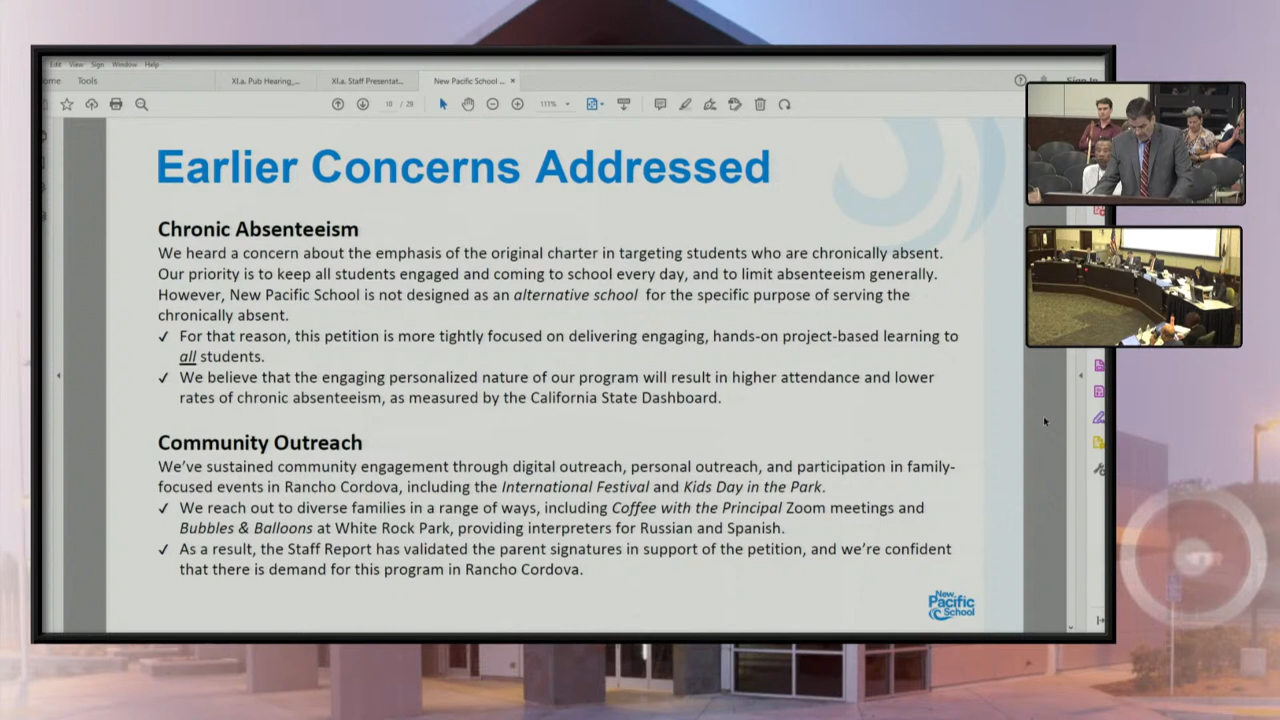 Edit View Sign Window Help
ome Tools XI.a. Pub Hearing_... XI.a. Staff Presentat... New Pacific School ... × Sign In
10 / 29 111%
Earlier Concerns Addressed
Chronic Absenteeism
We heard a concern about the emphasis of the original charter in targeting students who are chronically absent.
Our priority is to keep all students engaged and coming to school every day, and to limit absenteeism generally.
However, New Pacific School is not designed as an alternative school for the specific purpose of serving the
chronically absent.
✓ For that reason, this petition is more tightly focused on delivering engaging, hands-on project-based learning to
all students.
✓ We believe that the engaging personalized nature of our program will result in higher attendance and lower
rates of chronic absenteeism, as measured by the California State Dashboard.
Community Outreach
We've sustained community engagement through digital outreach, personal outreach, and participation in family-
focused events in Rancho Cordova, including the International Festival and Kids Day in the Park.
✓ We reach out to diverse families in a range of ways, including Coffee with the Principal Zoom meetings and
Bubbles & Balloons at White Rock Park, providing interpreters for Russian and Spanish.
✓ As a result, the Staff Report has validated the parent signatures in support of the petition, and we're confident
that there is demand for this program in Rancho Cordova.
New
Pacific
School